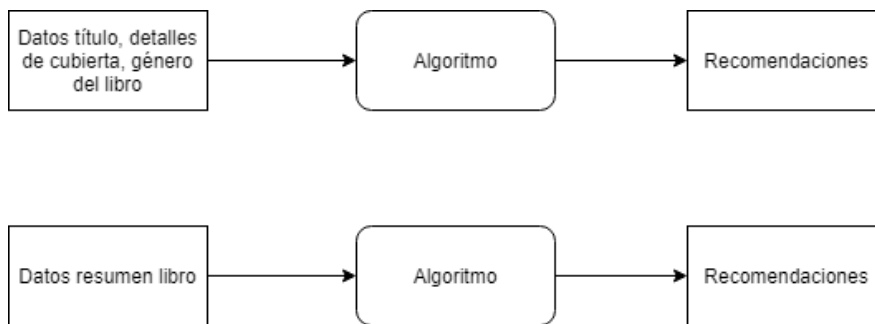 Datos título, detalles
de cubierta, género
del libro
Algoritmo
Recomendaciones
Datos resumen libro
Algoritmo
Recomendaciones